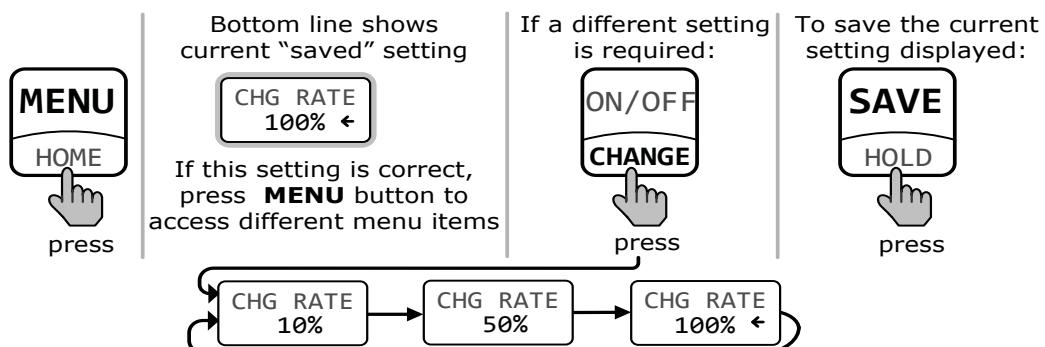 MENU
HOME
press
Bottom line shows
current “saved” setting
CHG RATE
100% ←
If this setting is correct,
press MENU button to
access different menu items
If a different setting
is required:
ON/OFF
CHANGE
press
To save the current
setting displayed:
SAVE
HOLD
press
CHG RATE
10%
CHG RATE
50%
CHG RATE
100% ←